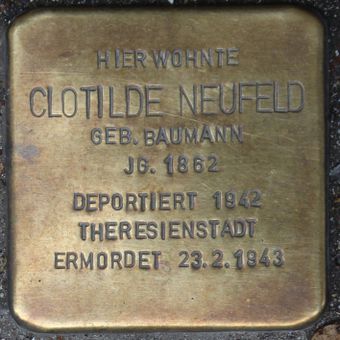 HIER WOHNTE
CLOTILDE NEUFELD
GEB. BAUMANN
JG. 1862
DEPORTIERT 1942
THERESIENSTADT
ERMORDET 23.2.1943